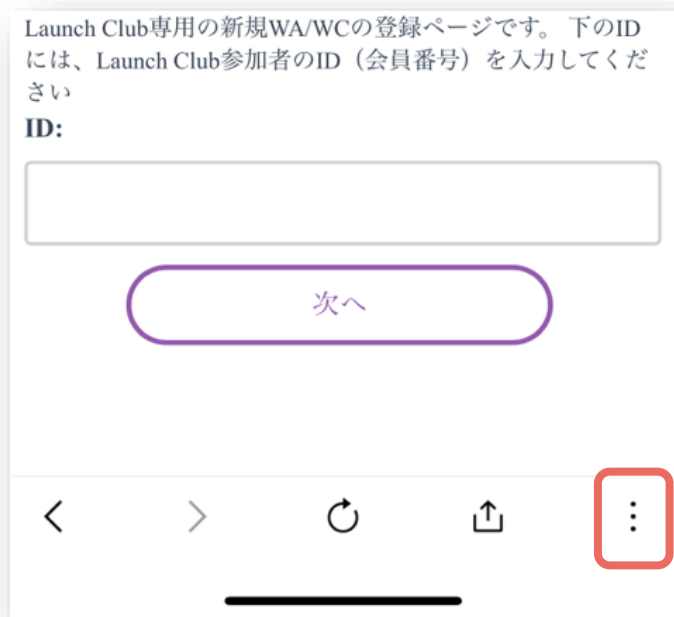 Launch Club専用の新規WA/WCの登録ページです。 下のID
には、Launch Club参加者のID（会員番号）を入力してくだ
さい
ID:
次へ